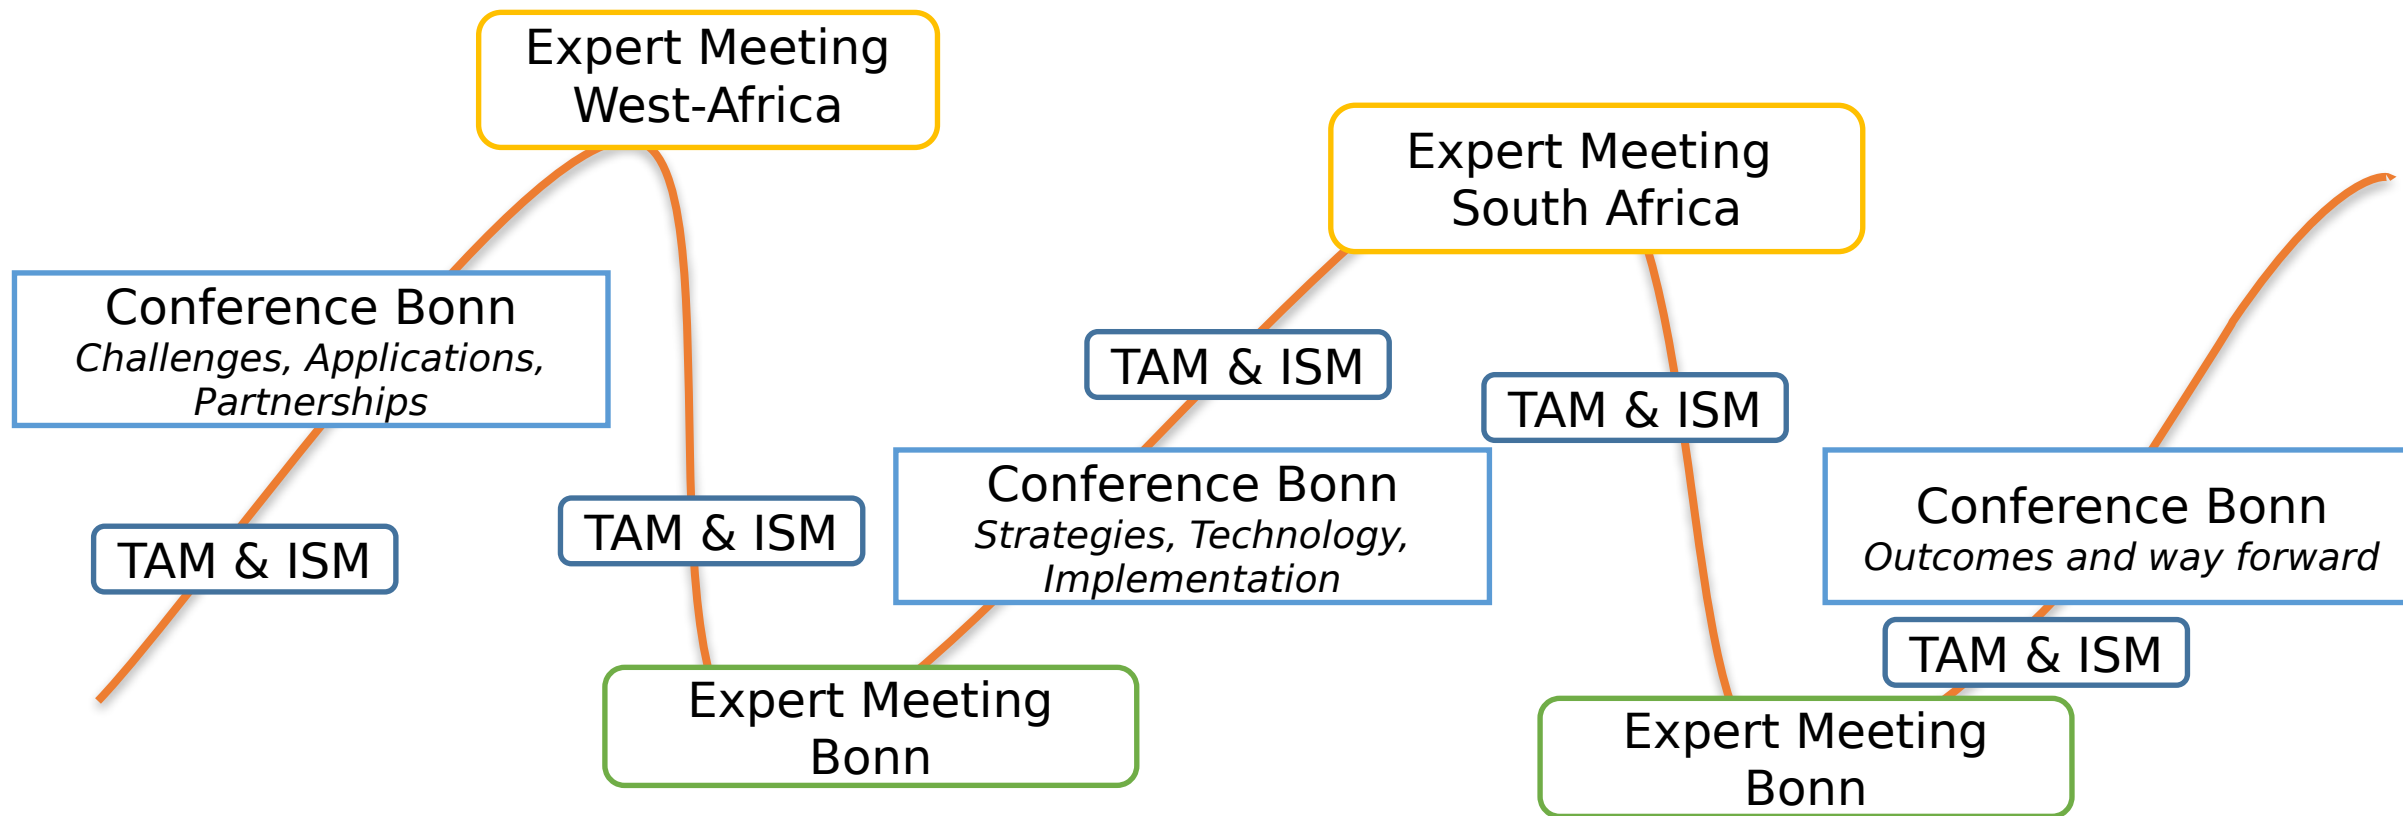 Expert Meeting
West-Africa
Expert Meeting
South Africa
Conference Bonn
Challenges, Applications,
Partnerships
TAM & ISM
TAM & ISM
Conference Bonn
Strategies, Technology,
Implementation
Conference Bonn
Outcomes and way forward
TAM & ISM
TAM & ISM
TAM & ISM
Expert Meeting
Bonn
Expert Meeting
Bonn